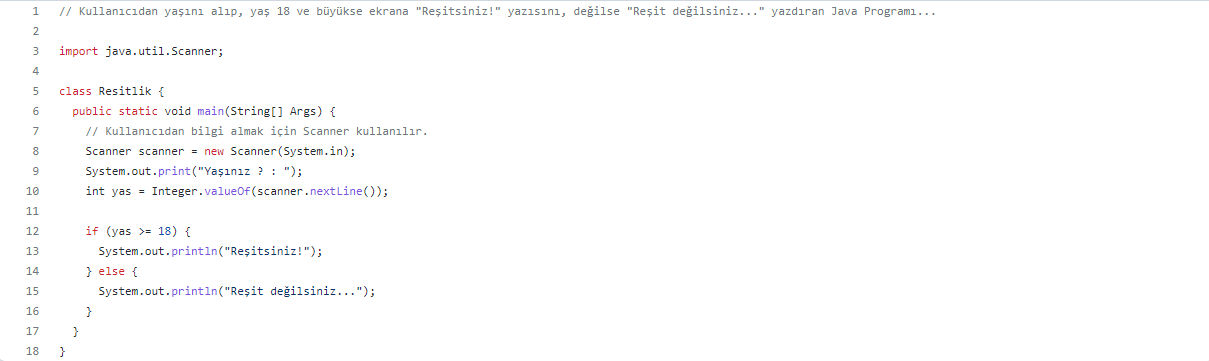 1 // Kullanıcıdan yaşını alıp, yaş 18 ve büyükse ekrana "Reşitsiniz!" yazısını, değilse "Reşit değilsiniz..." yazdıran Java Programı...
2
3 import java.util.Scanner;
4
5 class Resitlik {
6 public static void main(String[] Args) {
7 // Kullanıcıdan bilgi almak için Scanner kullanılır.
8 Scanner scanner = new Scanner(System.in);
9 System.out.print("Yaşınız ? : ");
10 int yas = Integer.valueOf(scanner.nextLine());
11
12 if (yas >= 18) {
13 System.out.println("Reşitsiniz!");
14 } else {
15 System.out.println("Reşit değilsiniz...");
16 }
17 }
18 }